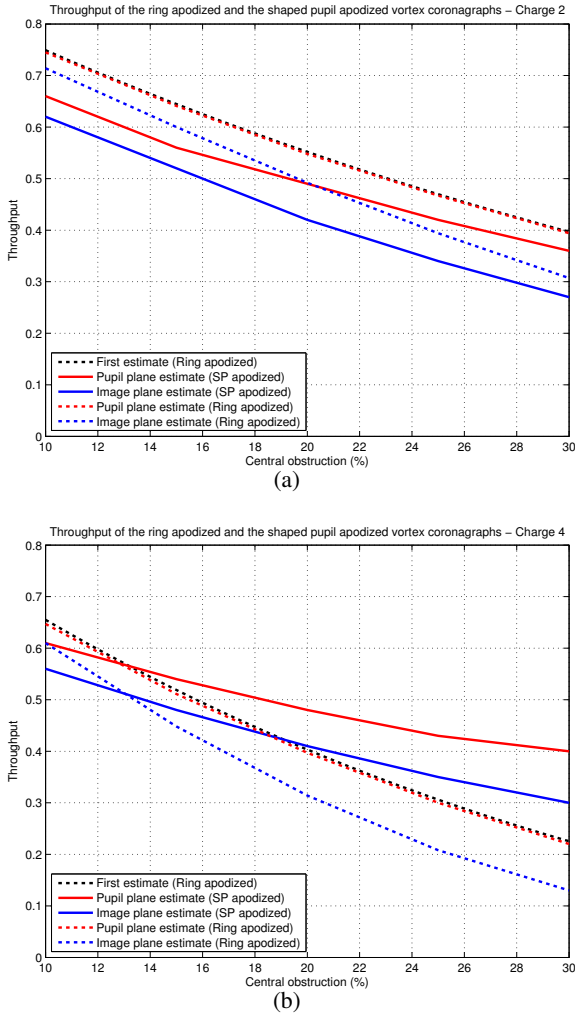 Throughput of the ring apodized and the shaped pupil apodized vortex coronagraphs – Charge 2
0.8
0.7
0.6
0.5
0.4
0.3
0.2
0.1
0
Throughput
First estimate (Ring apodized)
Pupil plane estimate (SP apodized)
Image plane estimate (SP apodized)
Pupil plane estimate (Ring apodized)
Image plane estimate (Ring apodized)
10 12 14 16 18 20 22 24 26 28 30
Central obstruction (%)
(a)
Throughput of the ring apodized and the shaped pupil apodized vortex coronagraphs – Charge 4
0.8
0.7
0.6
0.5
0.4
0.3
0.2
0.1
0
Throughput
First estimate (Ring apodized)
Pupil plane estimate (SP apodized)
Image plane estimate (SP apodized)
Pupil plane estimate (Ring apodized)
Image plane estimate (Ring apodized)
10 12 14 16 18 20 22 24 26 28 30
Central obstruction (%)
(b)